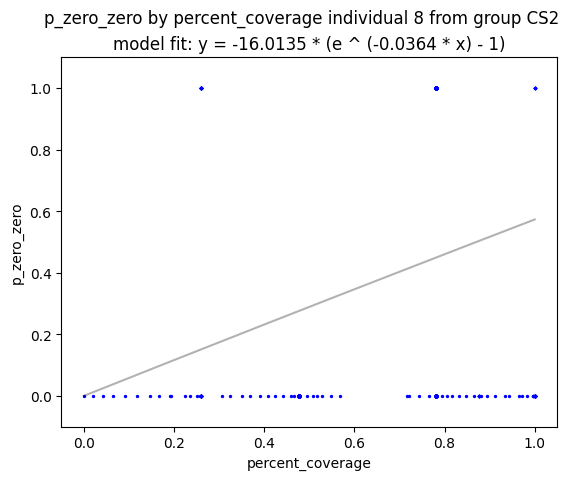 p_zero_zero by percent_coverage individual 8 from group CS2
model fit: y = -16.0135 * (e ^ (-0.0364 * x) - 1)
1.0
0.8
0.6
0.4
0.2
0.0
p_zero_zero
0.0 0.2 0.4 0.6 0.8 1.0
percent_coverage